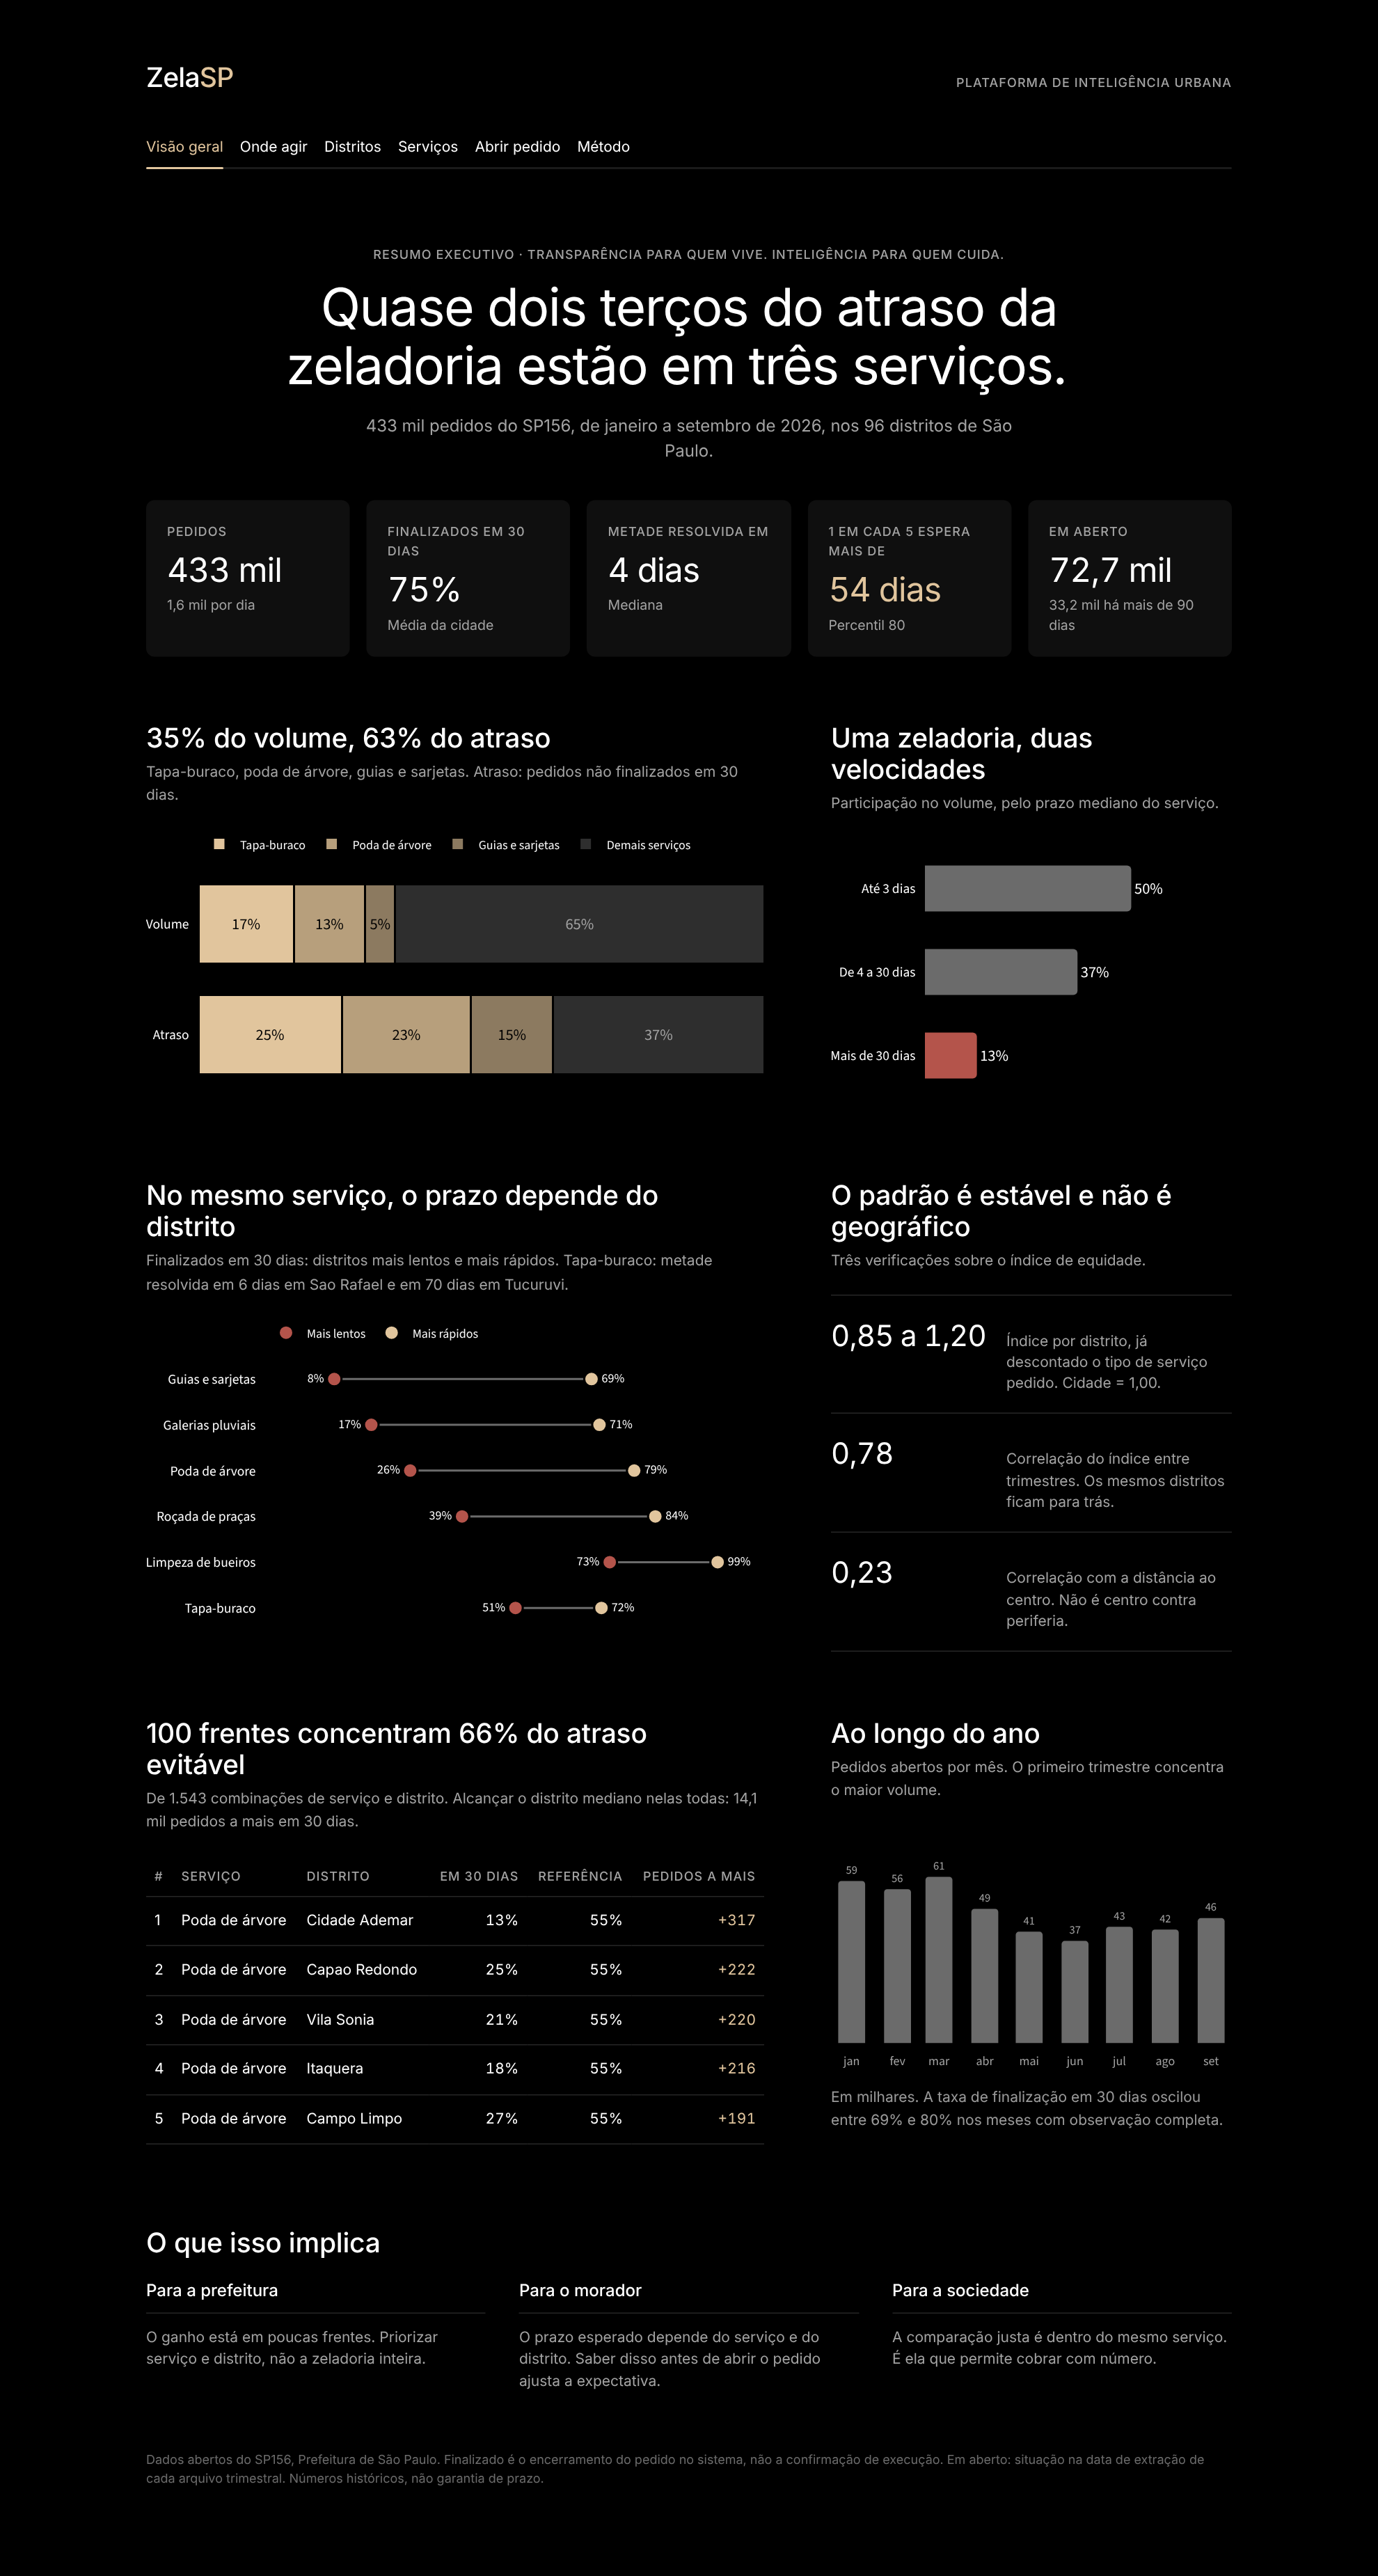 ZelaSP
PLATAFORMA DE INTELIGÊNCIA URBANA
Visão geral Onde agir Distritos Serviços Abrir pedido Método
RESUMO EXECUTIVO · TRANSPARÊNCIA PARA QUEM VIVE. INTELIGÊNCIA PARA QUEM CUIDA.
Quase dois terços do atraso da
zeladoria estão em três serviços.
433 mil pedidos do SP156, de janeiro a setembro de 2026, nos 96 distritos de São
Paulo.
PEDIDOS
433 mil
1,6 mil por dia
FINALIZADOS EM 30
DIAS
75%
Média da cidade
METADE RESOLVIDA EM
4 dias
Mediana
1 EM CADA 5 ESPERA
MAIS DE
54 dias
Percentil 80
EM ABERTO
72,7 mil
33,2 mil há mais de 90
dias
35% do volume, 63% do atraso
Tapa-buraco, poda de árvore, guias e sarjetas. Atraso: pedidos não finalizados em 30
dias.
Tapa-buraco Poda de árvore Guias e sarjetas Demais serviços
Volume 17% 13% 5% 65%
Atraso 25% 23% 15% 37%
Uma zeladoria, duas
velocidades
Participação no volume, pelo prazo mediano do serviço.
Até 3 dias 50%
De 4 a 30 dias 37%
Mais de 30 dias 13%
No mesmo serviço, o prazo depende do
distrito
Finalizados em 30 dias: distritos mais lentos e mais rápidos. Tapa-buraco: metade
resolvida em 6 dias em Sao Rafael e em 70 dias em Tucuruvi.
Mais lentos Mais rápidos
Guias e sarjetas 8% 69%
Galerias pluviais 17% 71%
Poda de árvore 26% 79%
Roçada de praças 39% 84%
Limpeza de bueiros 73% 99%
Tapa-buraco 51% 72%
O padrão é estável e não é
geográfico
Três verificações sobre o índice de equidade.
0,85 a 1,20
Índice por distrito, já
descontado o tipo de serviço
pedido. Cidade = 1,00.
0,78
Correlação do índice entre
trimestres. Os mesmos distritos
ficam para trás.
0,23
Correlação com a distância ao
centro. Não é centro contra
periferia.
100 frentes concentram 66% do atraso
evitável
De 1.543 combinações de serviço e distrito. Alcançar o distrito mediano nelas todas: 14,1
mil pedidos a mais em 30 dias.
# SERVIÇO DISTRITO EM 30 DIAS REFERÊNCIA PEDIDOS A MAIS
1 Poda de árvore Cidade Ademar 13% 55% +317
2 Poda de árvore Capao Redondo 25% 55% +222
3 Poda de árvore Vila Sonia 21% 55% +220
4 Poda de árvore Itaquera 18% 55% +216
5 Poda de árvore Campo Limpo 27% 55% +191
Ao longo do ano
Pedidos abertos por mês. O primeiro trimestre concentra
o maior volume.
59 56 61 49 41 37 43 42 46
jan fev mar abr mai jun jul ago set
Em milhares. A taxa de finalização em 30 dias oscilou
entre 69% e 80% nos meses com observação completa.
O que isso implica
Para a prefeitura
O ganho está em poucas frentes. Priorizar
serviço e distrito, não a zeladoria inteira.
Para o morador
O prazo esperado depende do serviço e do
distrito. Saber disso antes de abrir o pedido
ajusta a expectativa.
Para a sociedade
A comparação justa é dentro do mesmo serviço.
É ela que permite cobrar com número.
Dados abertos do SP156, Prefeitura de São Paulo. Finalizado é o encerramento do pedido no sistema, não a confirmação de execução. Em aberto: situação na data de extração de
cada arquivo trimestral. Números históricos, não garantia de prazo.